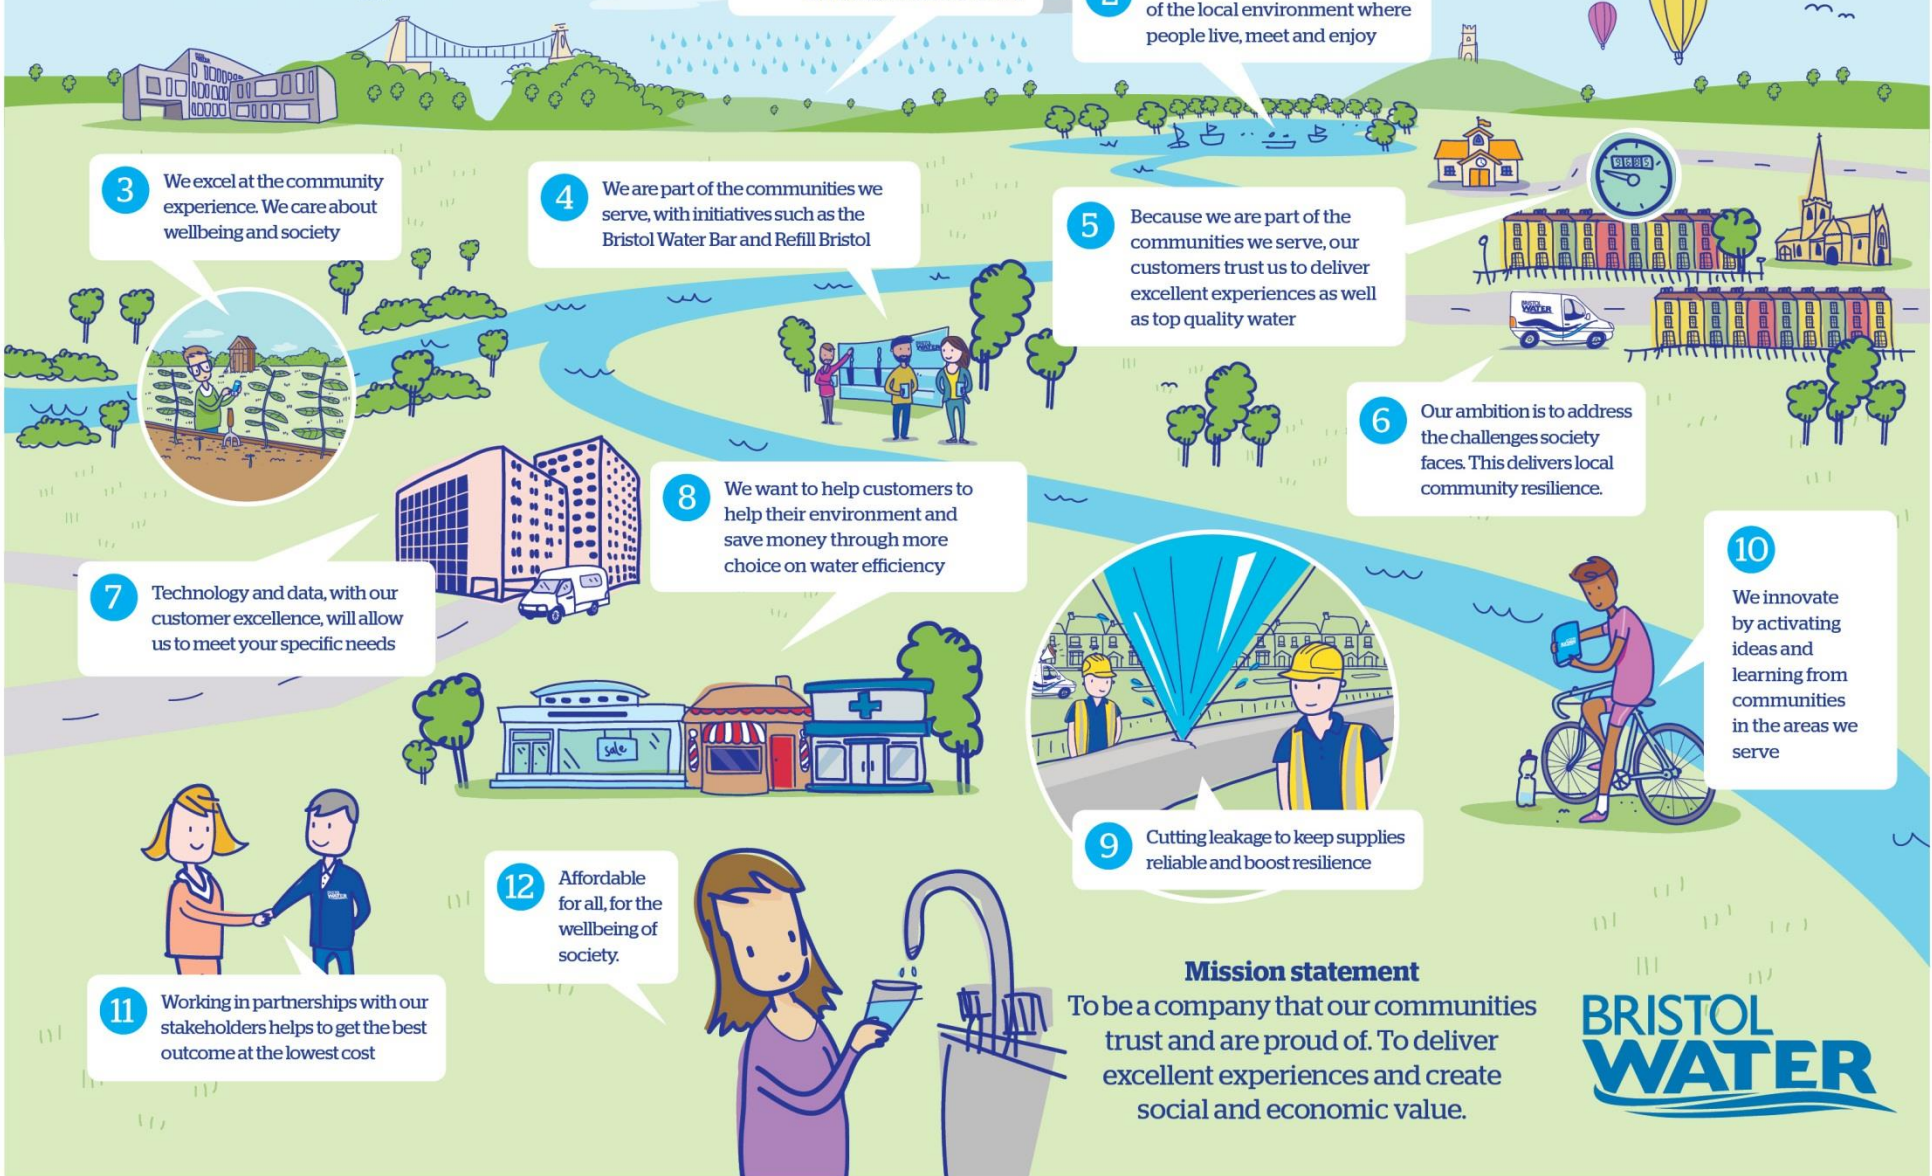 2
of the local environment where
people live, meet and enjoy
3
We excel at the community
experience. We care about
wellbeing and society
4
We are part of the communities we
serve, with initiatives such as the
Bristol Water Bar and Refill Bristol
5
Because we are part of the
communities we serve, our
customers trust us to deliver
excellent experiences as well
as top quality water
WATER
6
Our ambition is to address
the challenges society
faces. This delivers local
community resilience.
7
Technology and data, with our
customer excellence, will allow
us to meet your specific needs
8
We want to help customers to
help their environment and
save money through more
choice on water efficiency
sale
9
Cutting leakage to keep supplies
reliable and boost resilience
10
We innovate
by activating
ideas and
learning from
communities
in the areas we
serve
11
Working in partnerships with our
stakeholders helps to get the best
outcome at the lowest cost
WATER
12
Affordable
for all, for the
wellbeing of
society.
Mission statement
To be a company that our communities
trust and are proud of. To deliver
excellent experiences and create
social and economic value.
BRISTOL
WATER